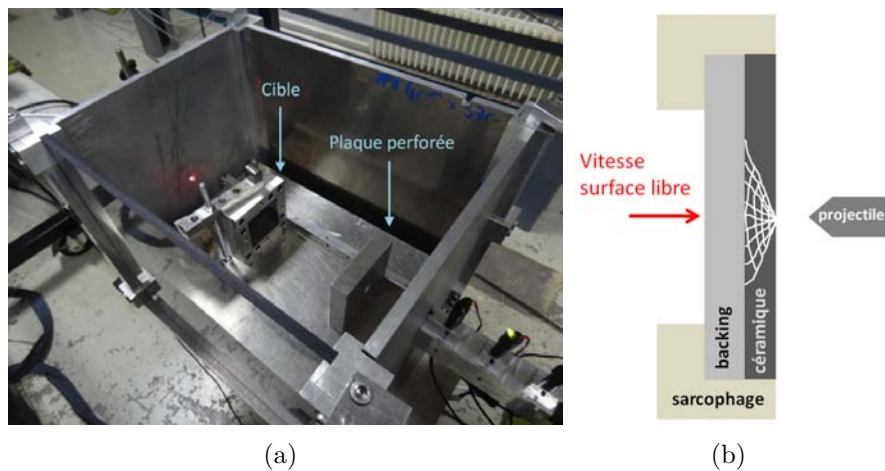 Cible
Plaque perforée
Vitesse
surface libre
projectile
backing
céramique
sarcophage
(a)
(b)